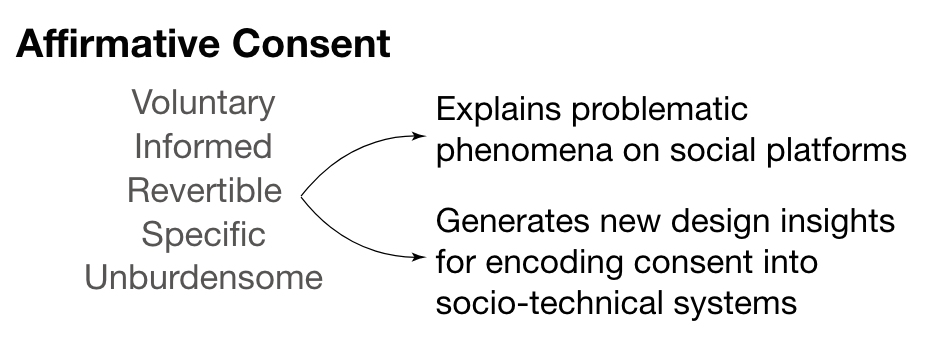 Affirmative Consent
Voluntary
Informed
Revertible
Specific
Unburdensome
Explains problematic
phenomena on social platforms
Generates new design insights
for encoding consent into
socio-technical systems